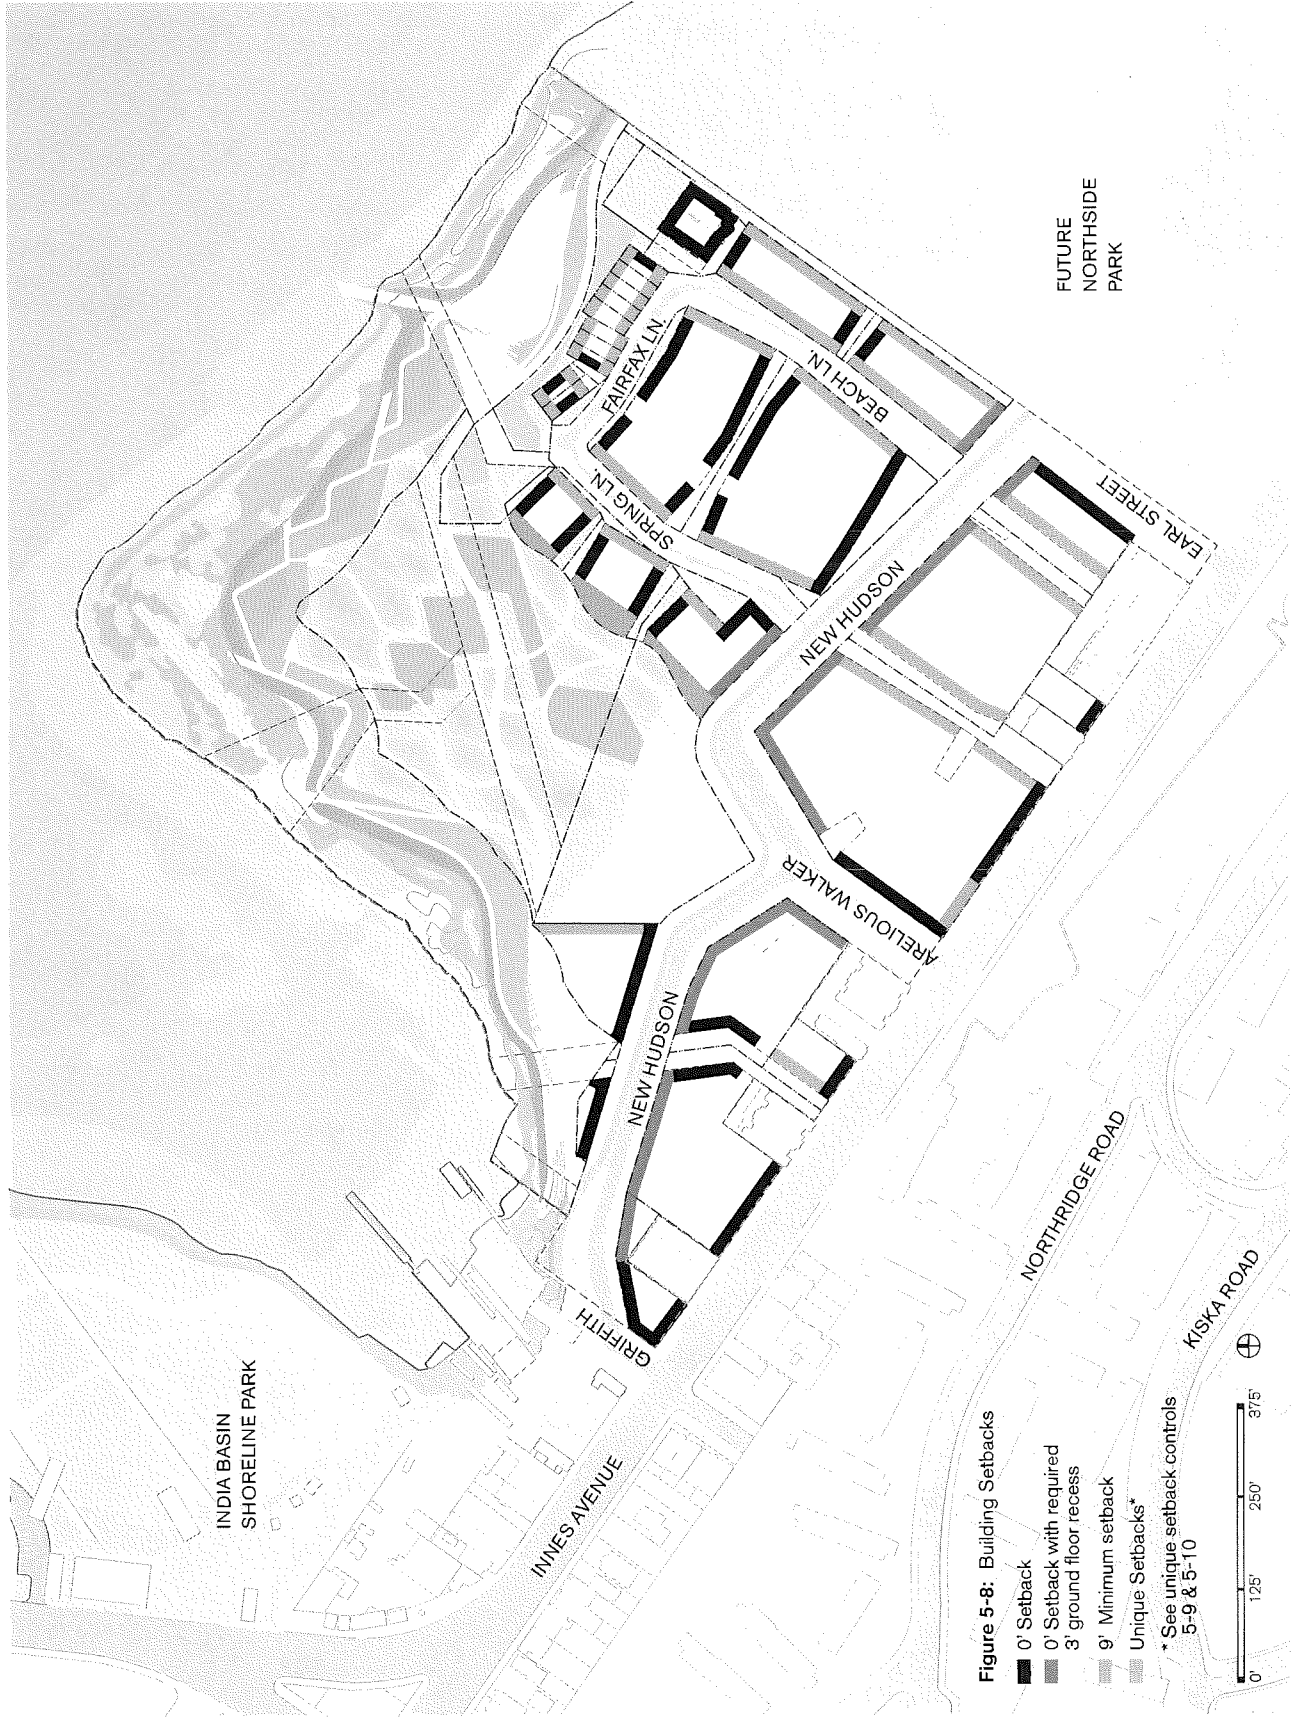 INDIA BASIN
SHORELINE PARK
FUTURE
NORTHSIDE
PARK
GRIFFITH
INNES AVENUE
NEW HUDSON
ARELIOUS WALKER
NEW HUDSON
SPRING LN.
FAIRFAX LN.
BEACH LN.
EARL STREET
NORTHRIDGE ROAD
KISKA ROAD
Figure 5-8: Building Setbacks
0' Setback
0' Setback with required
3' ground floor recess
9' Minimum setback
Unique Setbacks*
* See unique setback controls
5-9 & 5-10
0' 125' 250' 375'